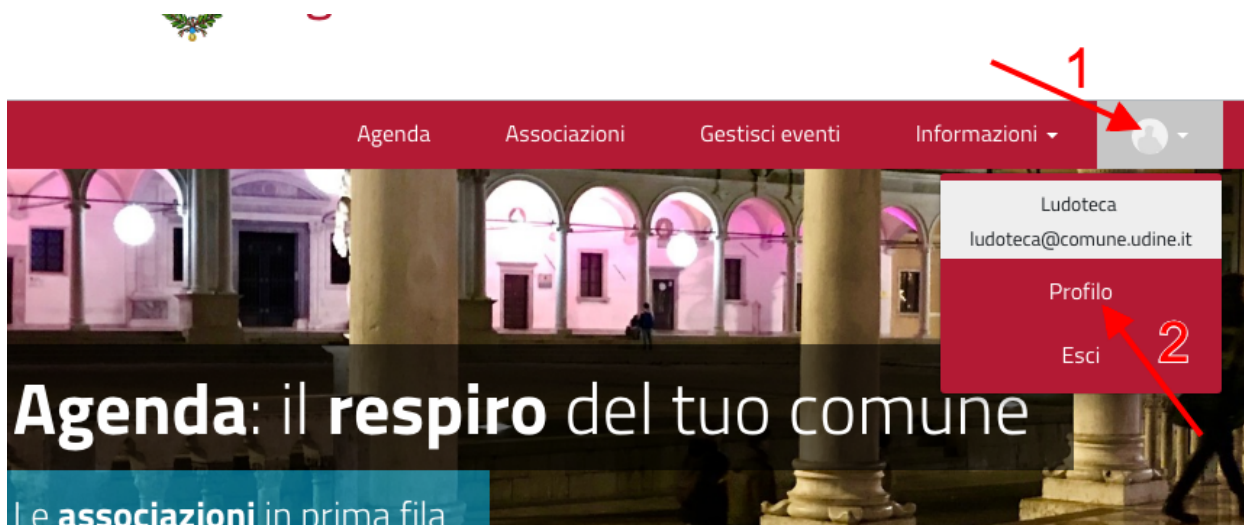 1
Agenda Associazioni Gestisci eventi Informazioni
Ludoteca
ludoteca@comune.udine.it
Profilo
Esci
2
Agenda: il respiro del tuo comune
Le associazioni in prima fila